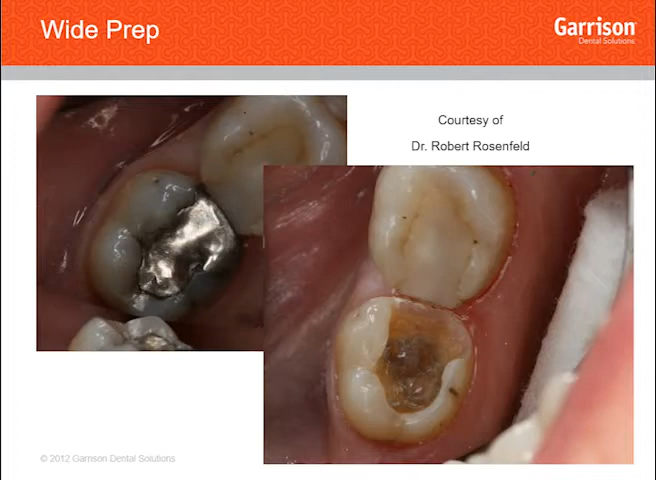 Wide Prep
Garrison
Dental Solutions
Courtesy of
Dr. Robert Rosenfeld
© 2012 Garrison Dental Solutions